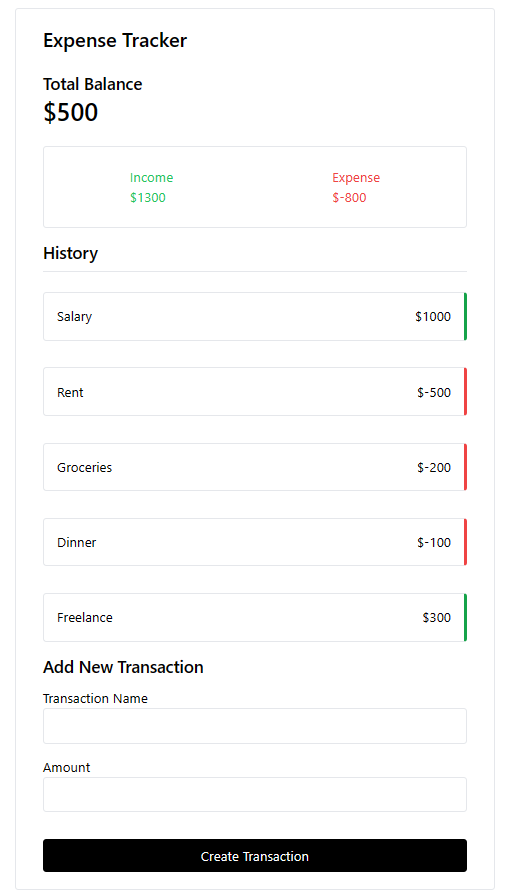 Expense Tracker
Total Balance
$500
Income Expense
$1300 $-800
History
Salary $1000
Rent $-500
Groceries $-200
Dinner $-100
Freelance $300
Add New Transaction
Transaction Name
Amount
Create Transaction